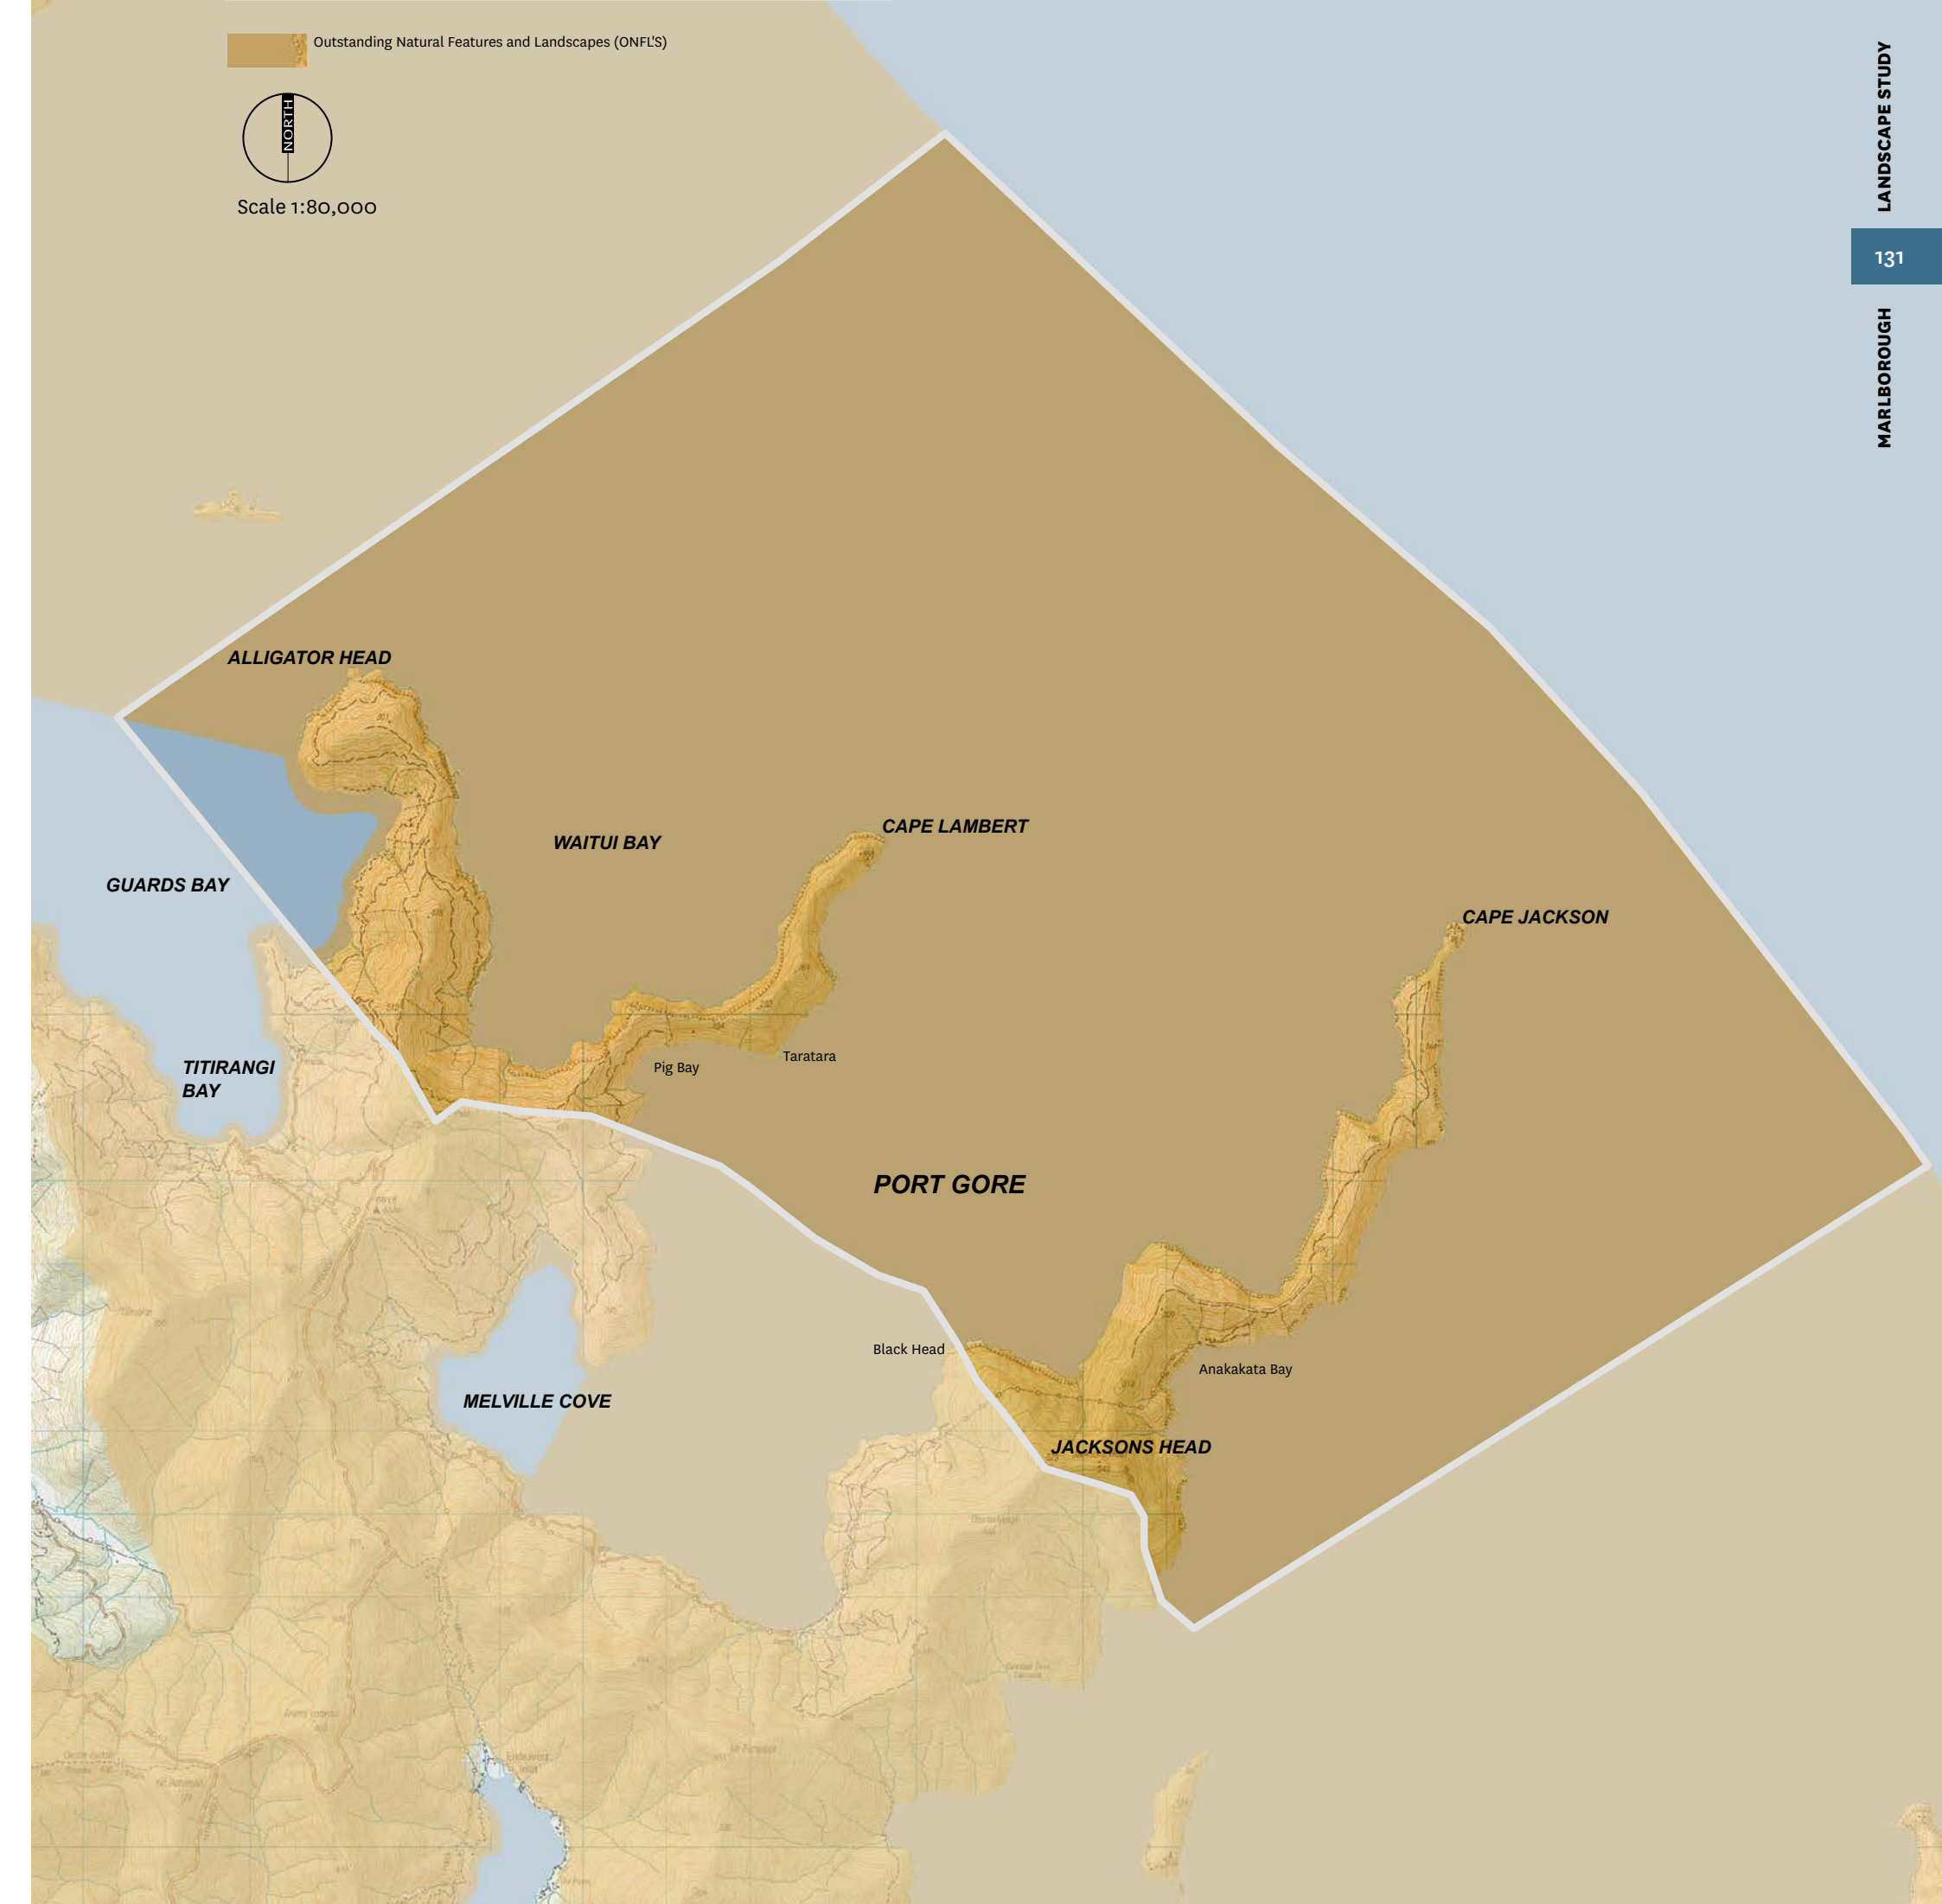 Outstanding Natural Features and Landscapes (ONFL'S)
NORTH
Scale 1:80,000
LANDSCAPE STUDY
131
MARLBOROUGH
ALLIGATOR HEAD
WAITUI BAY
CAPE LAMBERT
GUARDS BAY
CAPE JACKSON
Pig Bay
Taratara
TITIRANGI
BAY
PORT GORE
Black Head
Anakakata Bay
MELVILLE COVE
JACKSONS HEAD